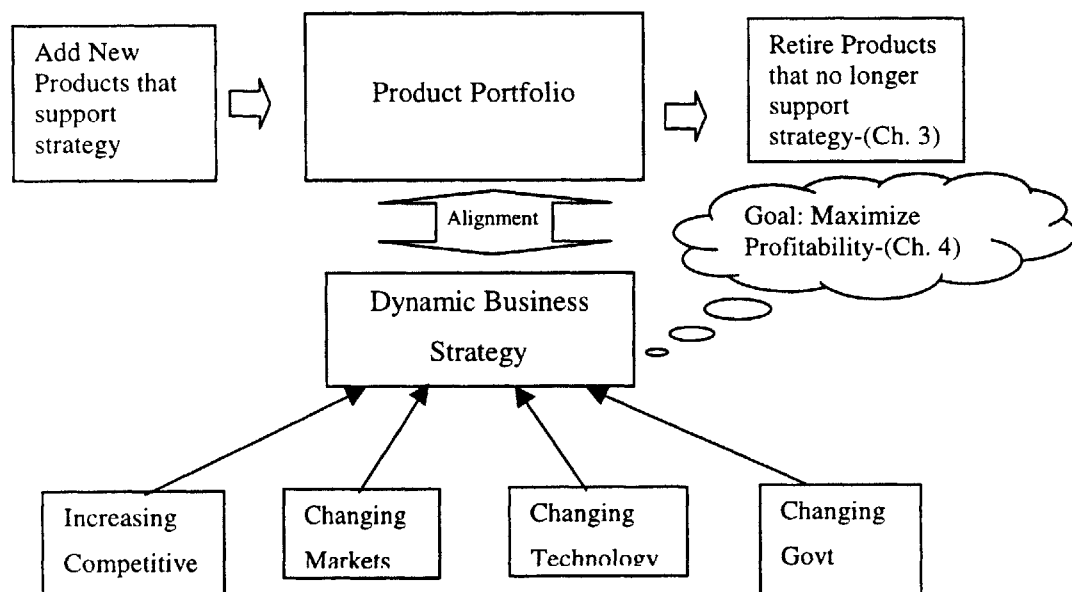 Add New
Products that
support
strategy
Product Portfolio
Retire Products
that no longer
support
strategy-(Ch. 3)
Alignment
Goal: Maximize
Profitability-(Ch. 4)
Dynamic Business
Strategy
Increasing
Competitive
Changing
Markets
Changing
Technology
Changing
Govt